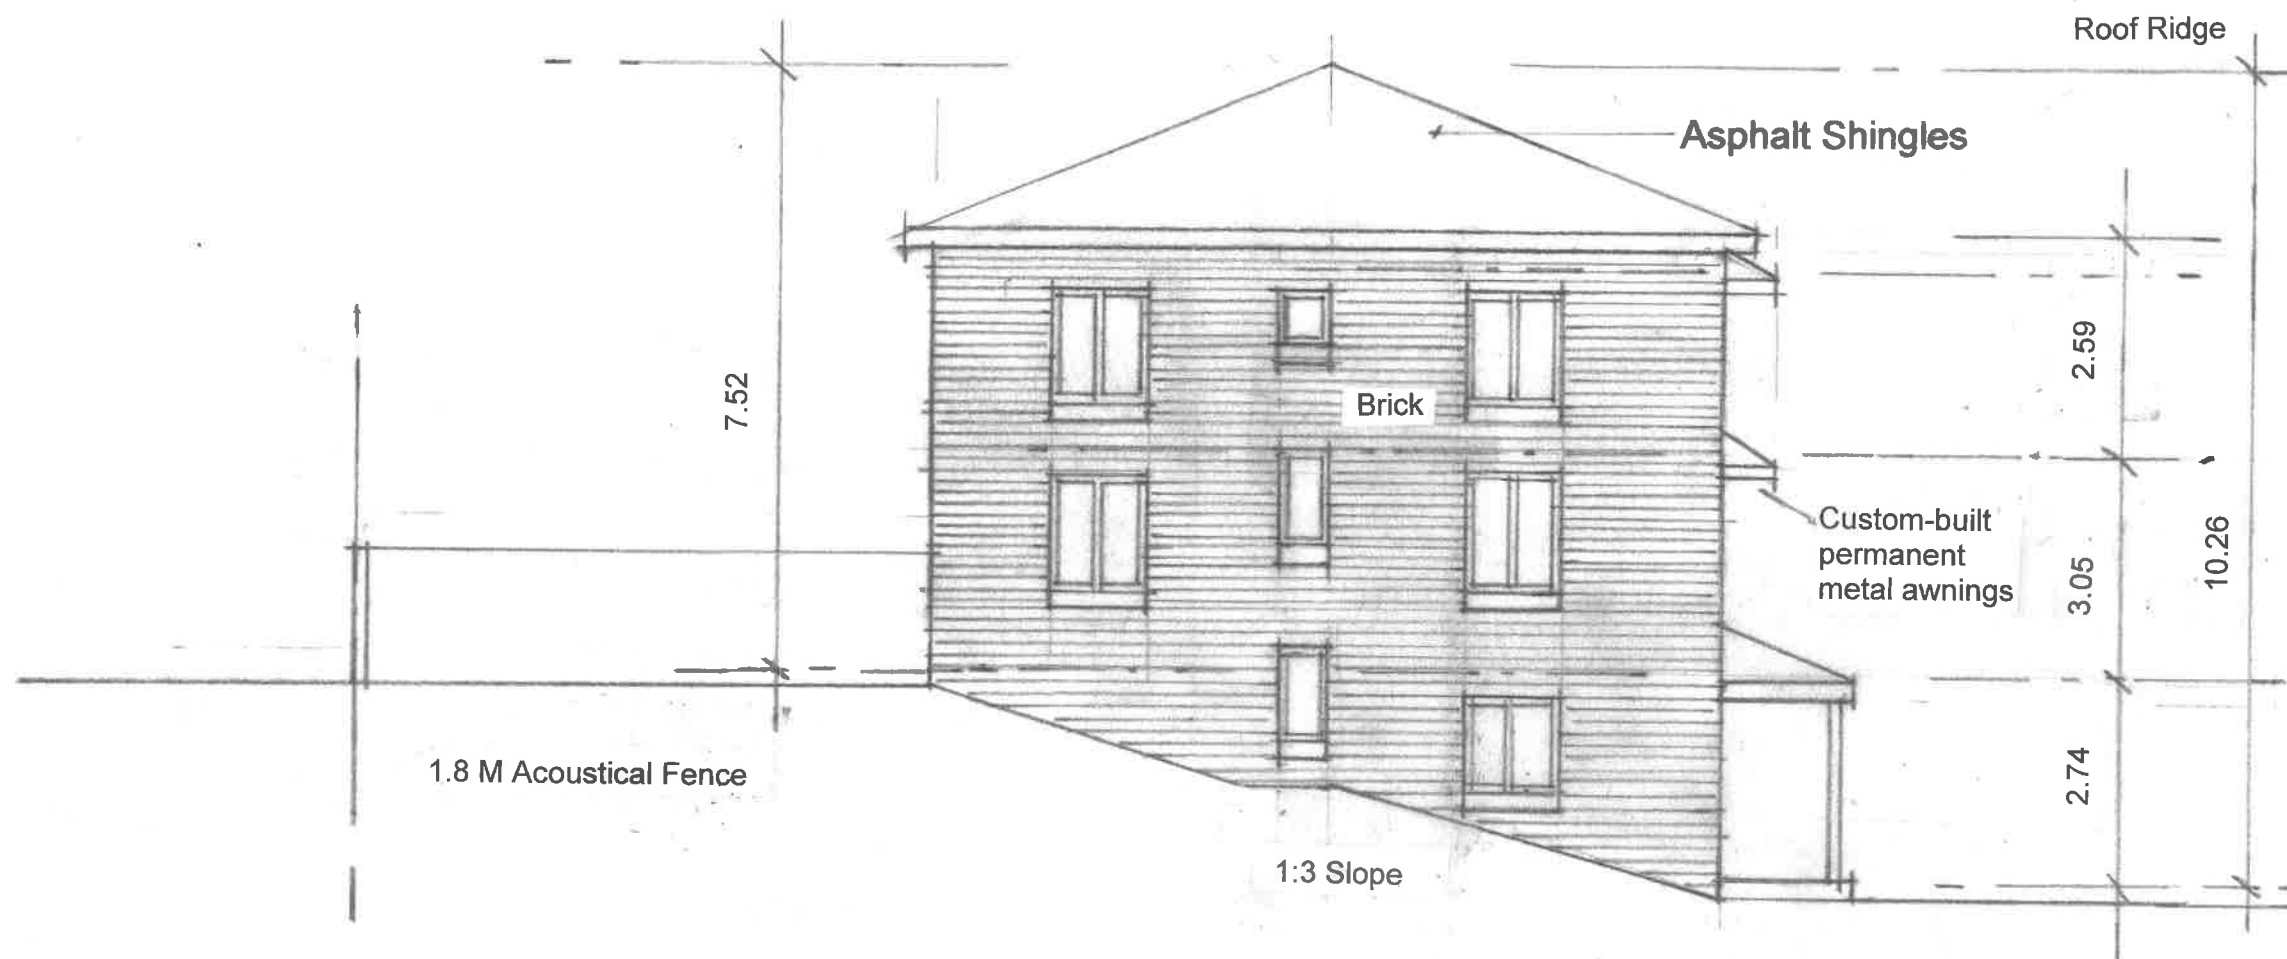 Roof Ridge
Asphalt Shingles
7.52
Brick
2.59
Custom-built
permanent
metal awnings
3.05
10.26
1.8 M Acoustical Fence
2.74
1:3 Slope